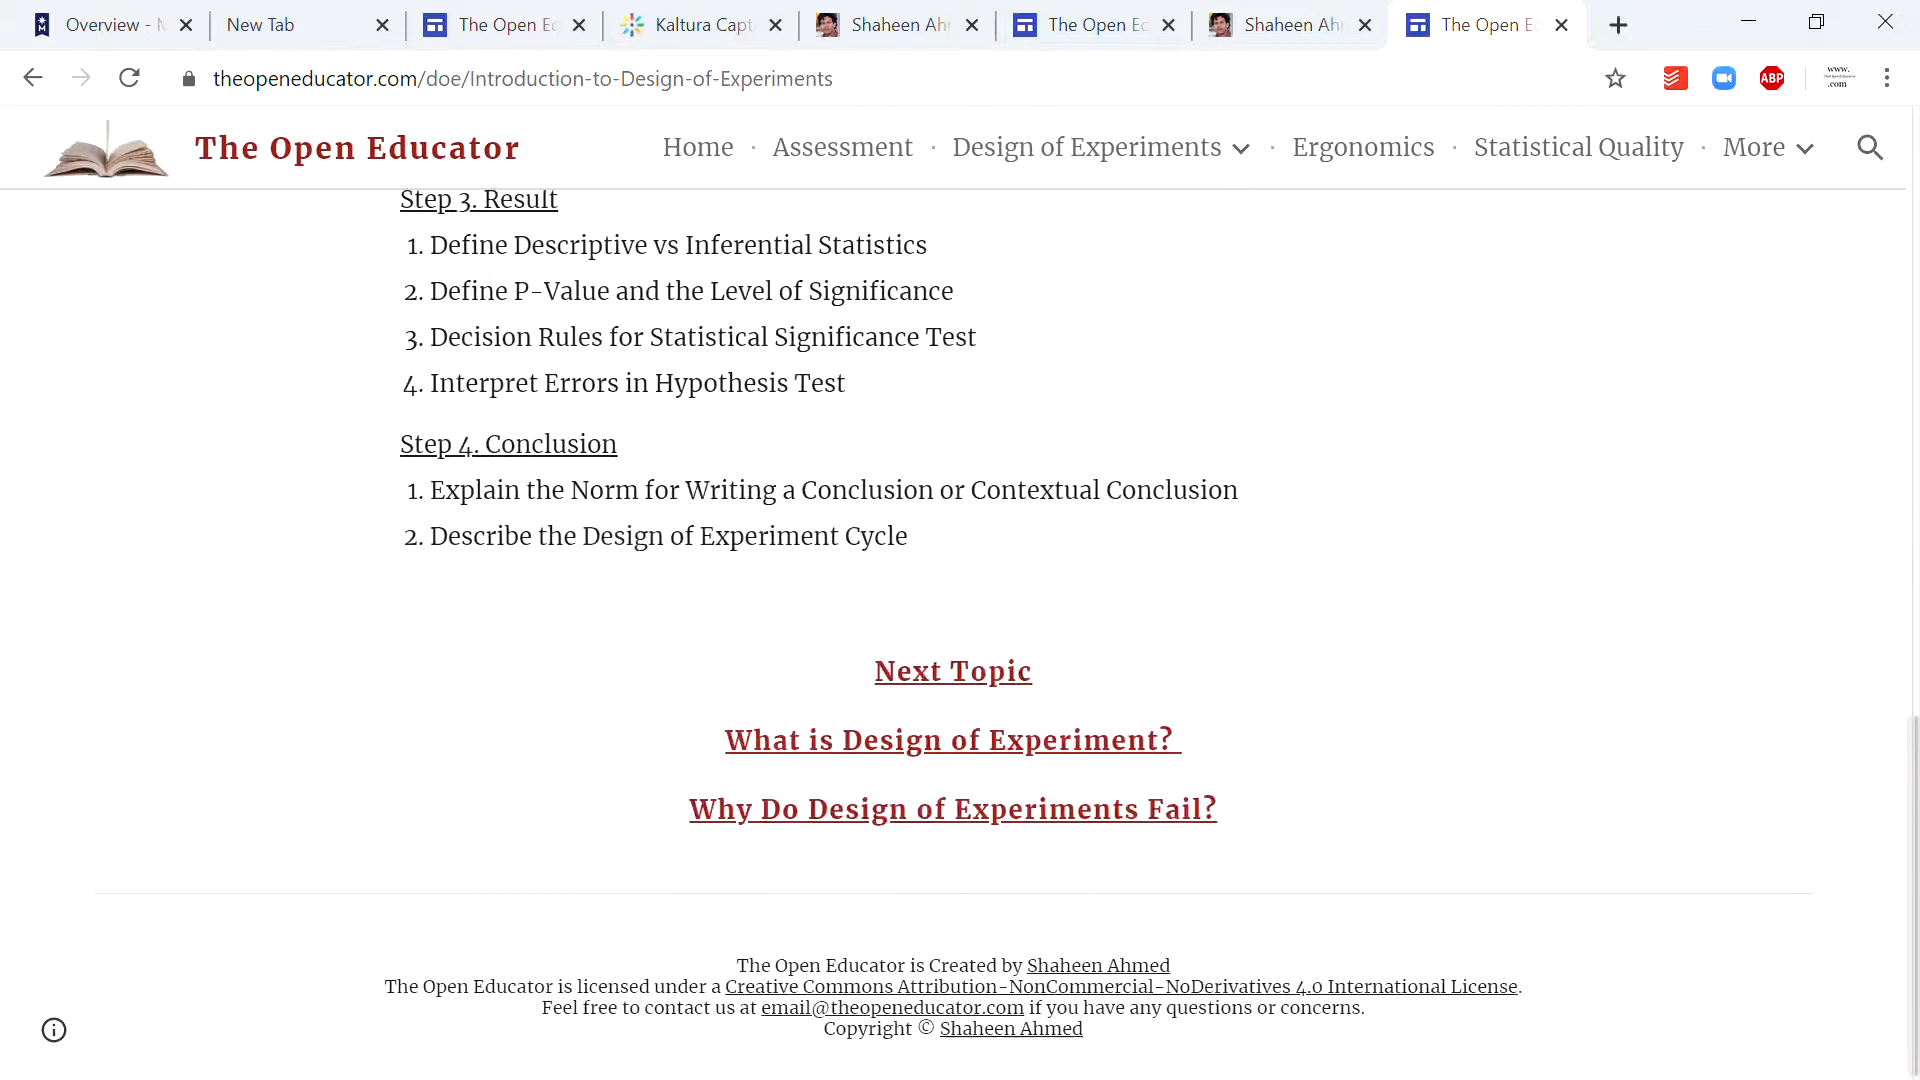 Overview -
New Tab
The Open Ed
Kaltura Capt
Shaheen Ah
The Open Ed
Shaheen Ah
The Open E
theopeneducator.com/doe/Introduction-to-Design-of-Experiments
ABP
www.
.com
The Open Educator
Home · Assessment · Design of Experiments · Ergonomics · Statistical Quality · More
Step 3. Result
1. Define Descriptive vs Inferential Statistics
2. Define P-Value and the Level of Significance
3. Decision Rules for Statistical Significance Test
4. Interpret Errors in Hypothesis Test
Step 4. Conclusion
1. Explain the Norm for Writing a Conclusion or Contextual Conclusion
2. Describe the Design of Experiment Cycle
Next Topic
What is Design of Experiment?
Why Do Design of Experiments Fail?
The Open Educator is Created by Shaheen Ahmed
The Open Educator is licensed under a Creative Commons Attribution-NonCommercial-NoDerivatives 4.0 International License.
Feel free to contact us at email@theopeneducator.com if you have any questions or concerns.
Copyright © Shaheen Ahmed